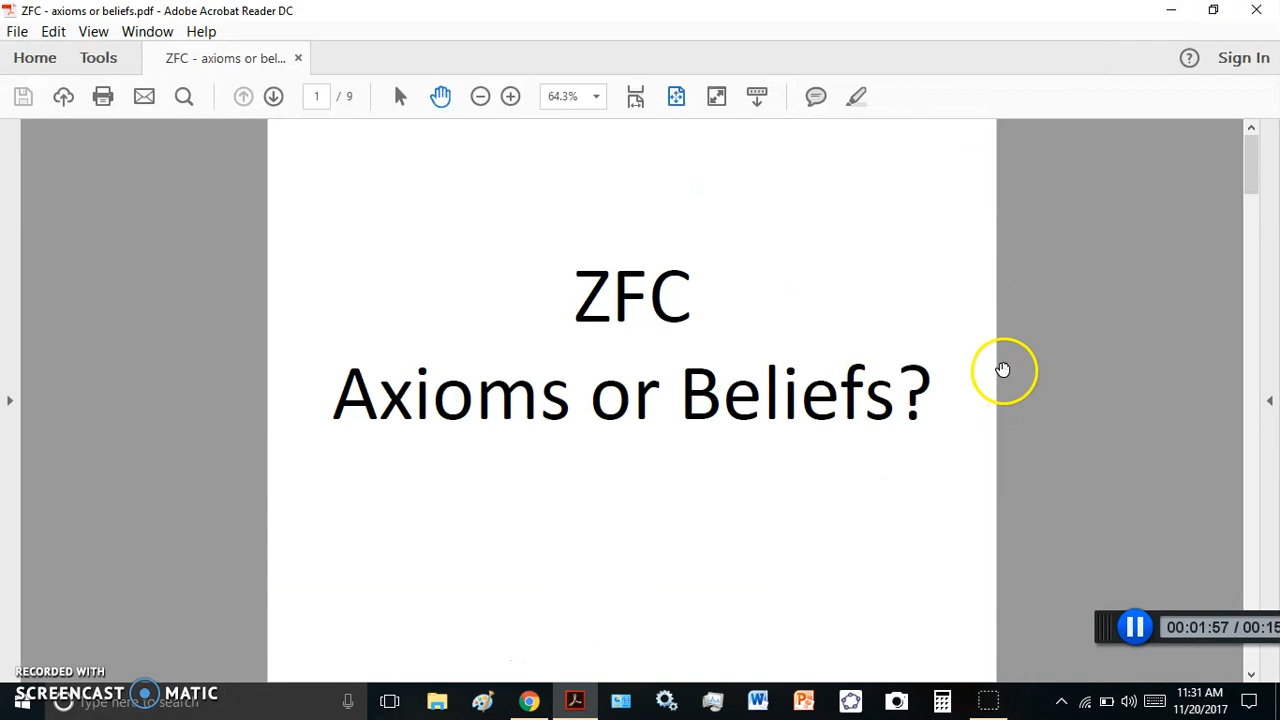 ZFC - axioms or beliefs.pdf - Adobe Acrobat Reader DC
File Edit View Window Help
Home Tools ZFC - axioms or bel... × Sign In
1 / 9 64.3%
ZFC
Axioms or Beliefs?
00:01:57 / 00:15
RECORDED WITH
SCREENCAST MATIC
Type here to search
11:31 AM
11/20/2017